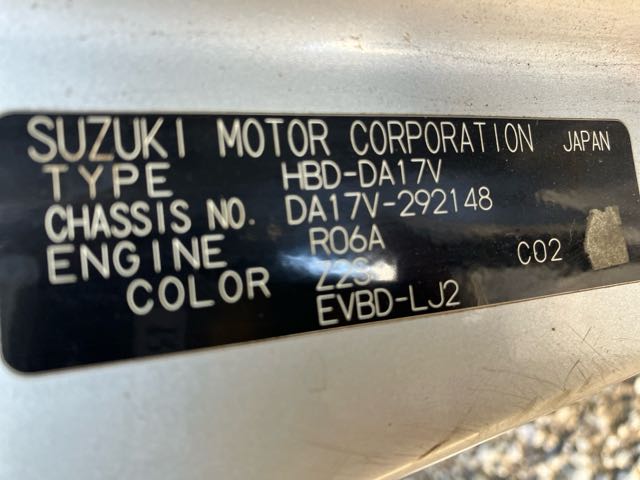 SUZUKI MOTOR CORPORATION JAPAN
TYPE HBD-DA17V
CHASSIS NO. DA17V-292148
ENGINE R06A
COLOR Z2S C02
EVBD-LJ2